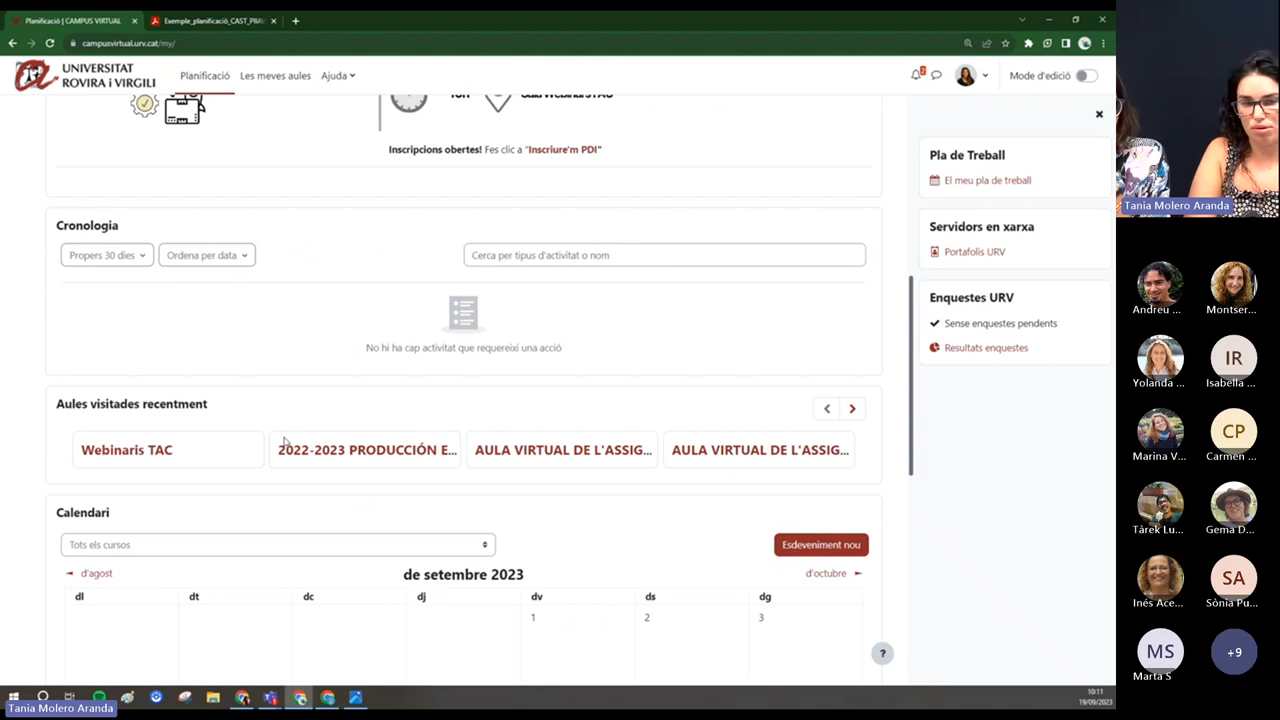 Planificació | CAMPUS VIRTUAL
campusvirtual.urv.cat/my/
UNIVERSITAT
ROVIRA i VIRGILI
Planificació
Les meves aules
Ajuda
Mode d'edició
Inscripcions obertes! Fes clic a "Inscriure'm PDI"
Cronologia
Propers 30 dies
Ordena per data
Cerca per tipus d'activitat o nom
No hi ha cap activitat que requereixi una acció
Aules visitades recentment
Webinaris TAC
2022-2023 PRODUCCIÓN E...
AULA VIRTUAL DE L'ASSIG...
AULA VIRTUAL DE L'ASSIG...
Calendari
Tots els cursos
Esdeveniment nou
d'agost
de setembre 2023
d'octubre
dl dt dc dj dv ds dg
1 2 3
?
Pla de Treball
El meu pla de treball
Servidors en xarxa
Portafolis URV
Enquestes URV
Sense enquestes pendents
Resultats enquestes
10:11
19/09/2023
Tania Molero Aranda
Tania Molero Aranda
Andreu ...
Montser...
Yolanda ...
IR
Isabella ...
Marina V...
CP
Carmen ...
Tàrek Lu...
Gema D...
Inés Ace...
SA
Sònia Pu...
MS
Marta S
+9